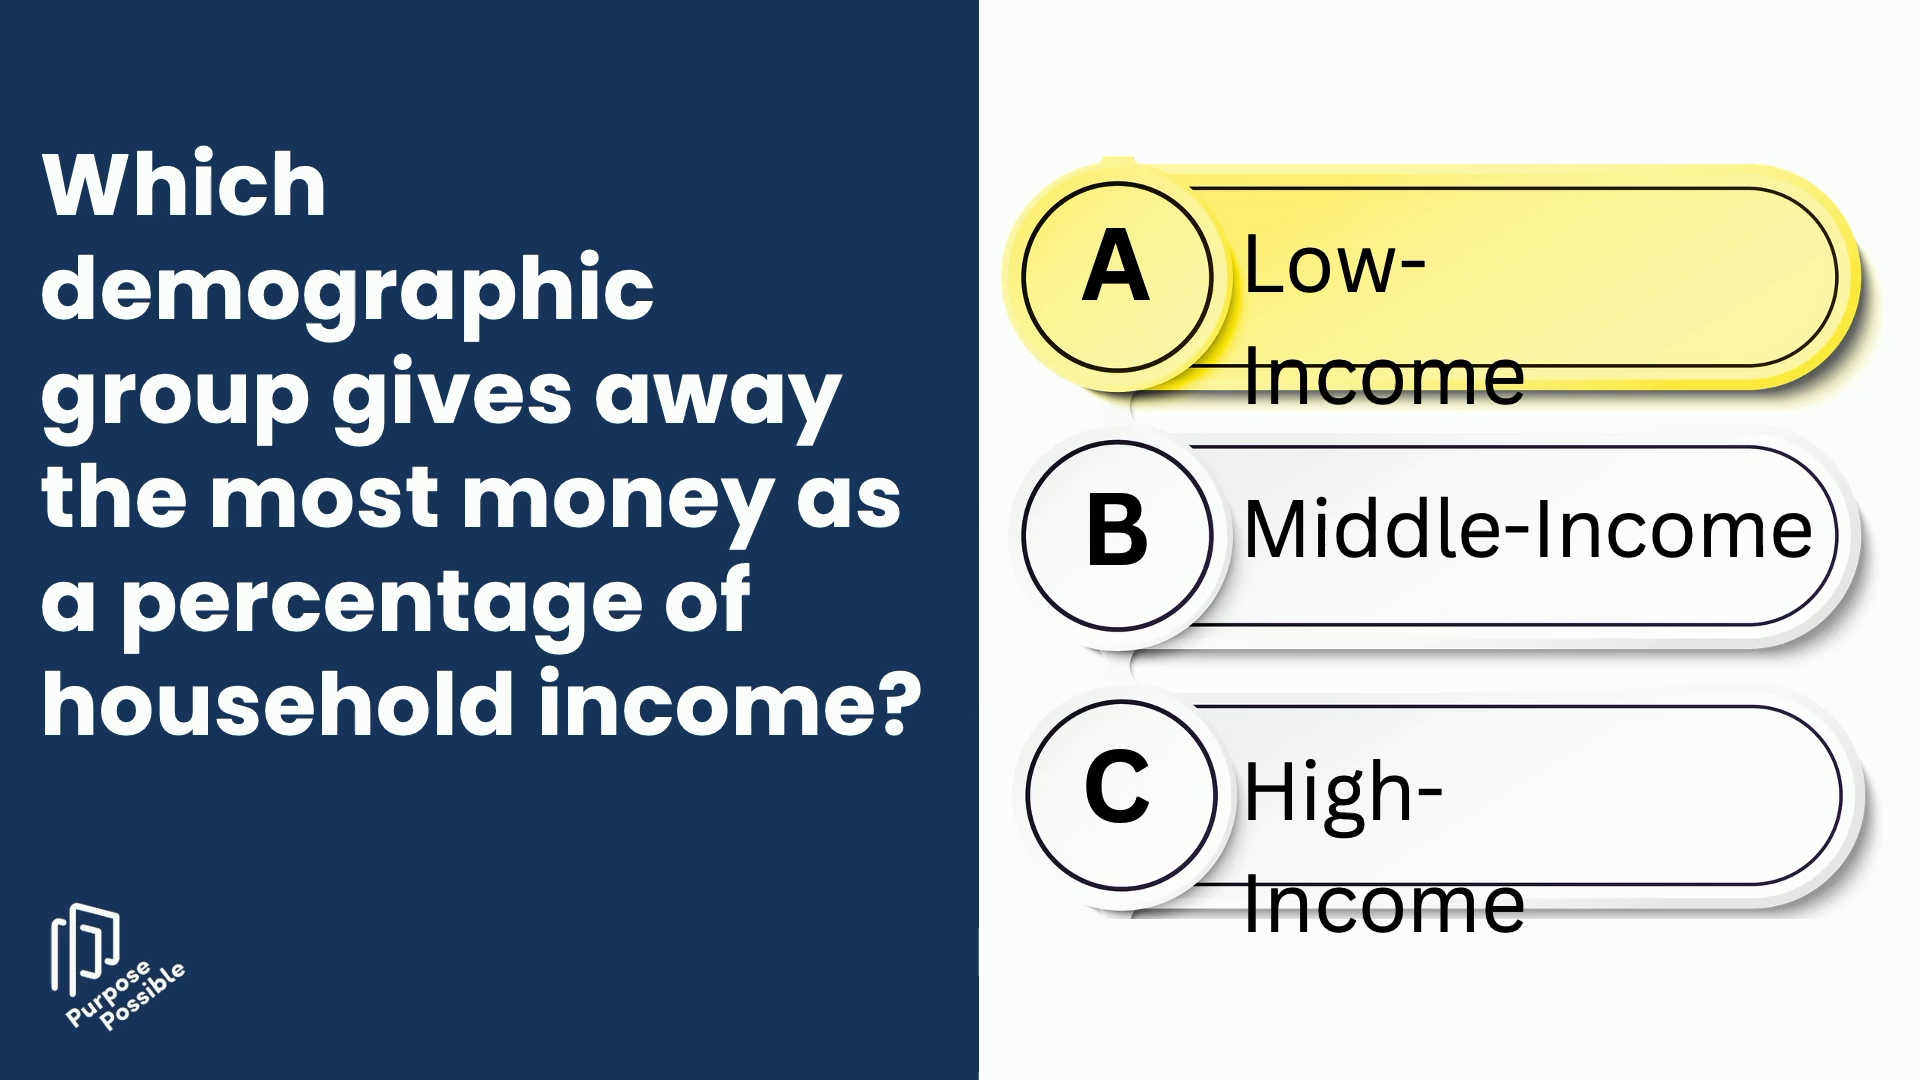 Which
demographic
group gives away
the most money as
a percentage of
household income?
Purpose
Possible
A
Low-
Income
B
Middle-Income
C
High-
Income